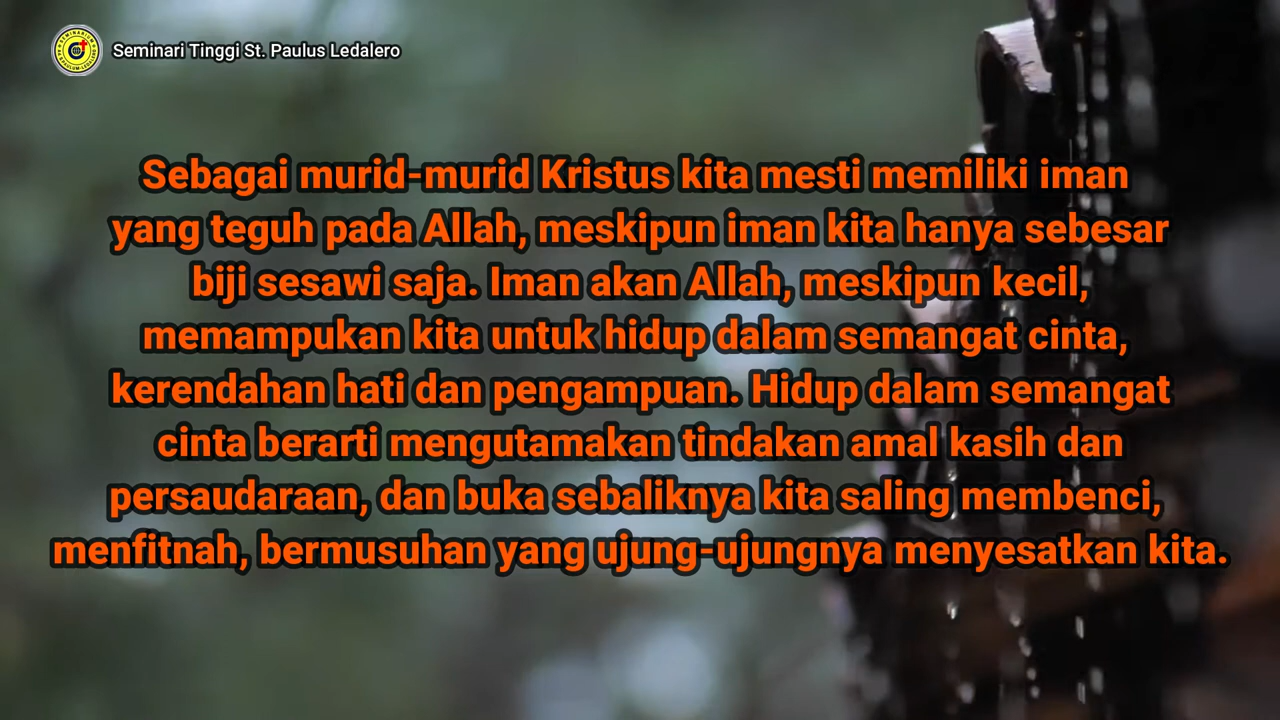 Seminari Tinggi St. Paulus Ledalero
Sebagai murid-murid Kristus kita mesti memiliki iman
yang teguh pada Allah, meskipun iman kita hanya sebesar
biji sesawi saja. Iman akan Allah, meskipun kecil,
memampukan kita untuk hidup dalam semangat cinta,
kerendahan hati dan pengampuan. Hidup dalam semangat
cinta berarti mengutamakan tindakan amal kasih dan
persaudaraan, dan buka sebaliknya kita saling membenci,
menfitnah, bermusuhan yang ujung-ujungnya menyesatkan kita.